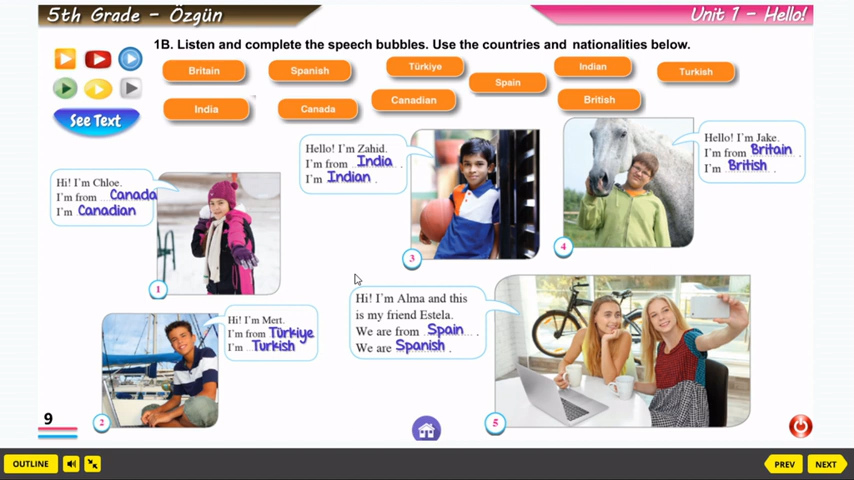 5th Grade - Özgün
Unit 1 - Hello!
1B. Listen and complete the speech bubbles. Use the countries and nationalities below.
Britain
Spanish
Türkiye
Spain
Indian
Turkish
India
Canada
Canadian
British
See Text
Hi! I'm Chloe.
I'm from Canada
I'm Canadian
1
Hi! I'm Mert.
I'm from Türkiye
I'm Turkish
2
Hello! I'm Zahid.
I'm from India.
I'm Indian.
3
Hello! I'm Jake.
I'm from Britain.
I'm British.
4
Hi! I'm Alma and this
is my friend Estela.
We are from Spain.
We are Spanish.
5
9
OUTLINE
PREV
NEXT